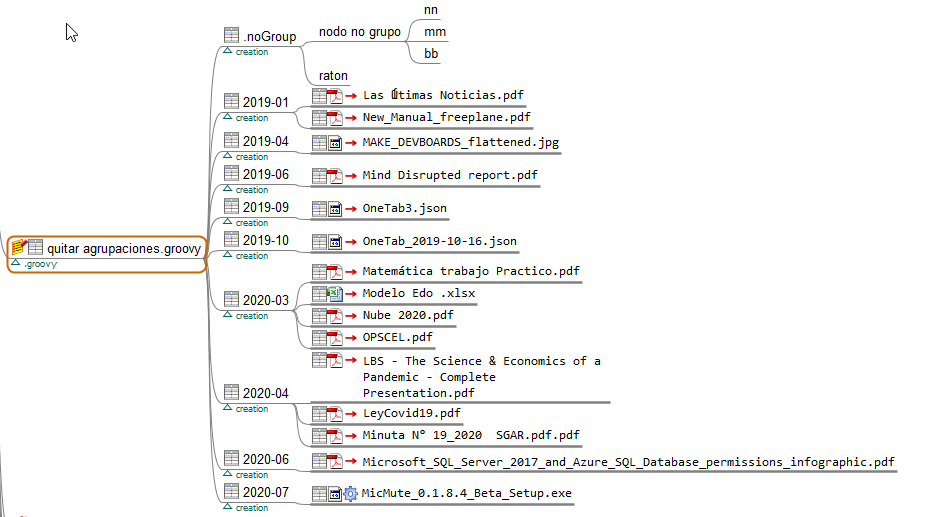 quitar agrupaciones.groovy
.groovy
.noGroup
creation
nodo no grupo
nn
mm
bb
raton
2019-01
creation
Las Útimas Noticias.pdf
New_Manual_freeplane.pdf
2019-04
creation
MAKE_DEVBOARDS_flattened.jpg
2019-06
creation
Mind Disrupted report.pdf
2019-09
creation
OneTab3.json
2019-10
creation
OneTab_2019-10-16.json
2020-03
creation
Matemática trabajo Practico.pdf
Modelo Edo .xlsx
Nube 2020.pdf
OPSCEL.pdf
2020-04
creation
LBS - The Science & Economics of a
Pandemic - Complete
Presentation.pdf
LeyCovid19.pdf
Minuta Nº 19_2020  SGAR.pdf.pdf
2020-06
creation
Microsoft_SQL_Server_2017_and_Azure_SQL_Database_permissions_infographic.pdf
2020-07
creation
MicMute_0.1.8.4_Beta_Setup.exe